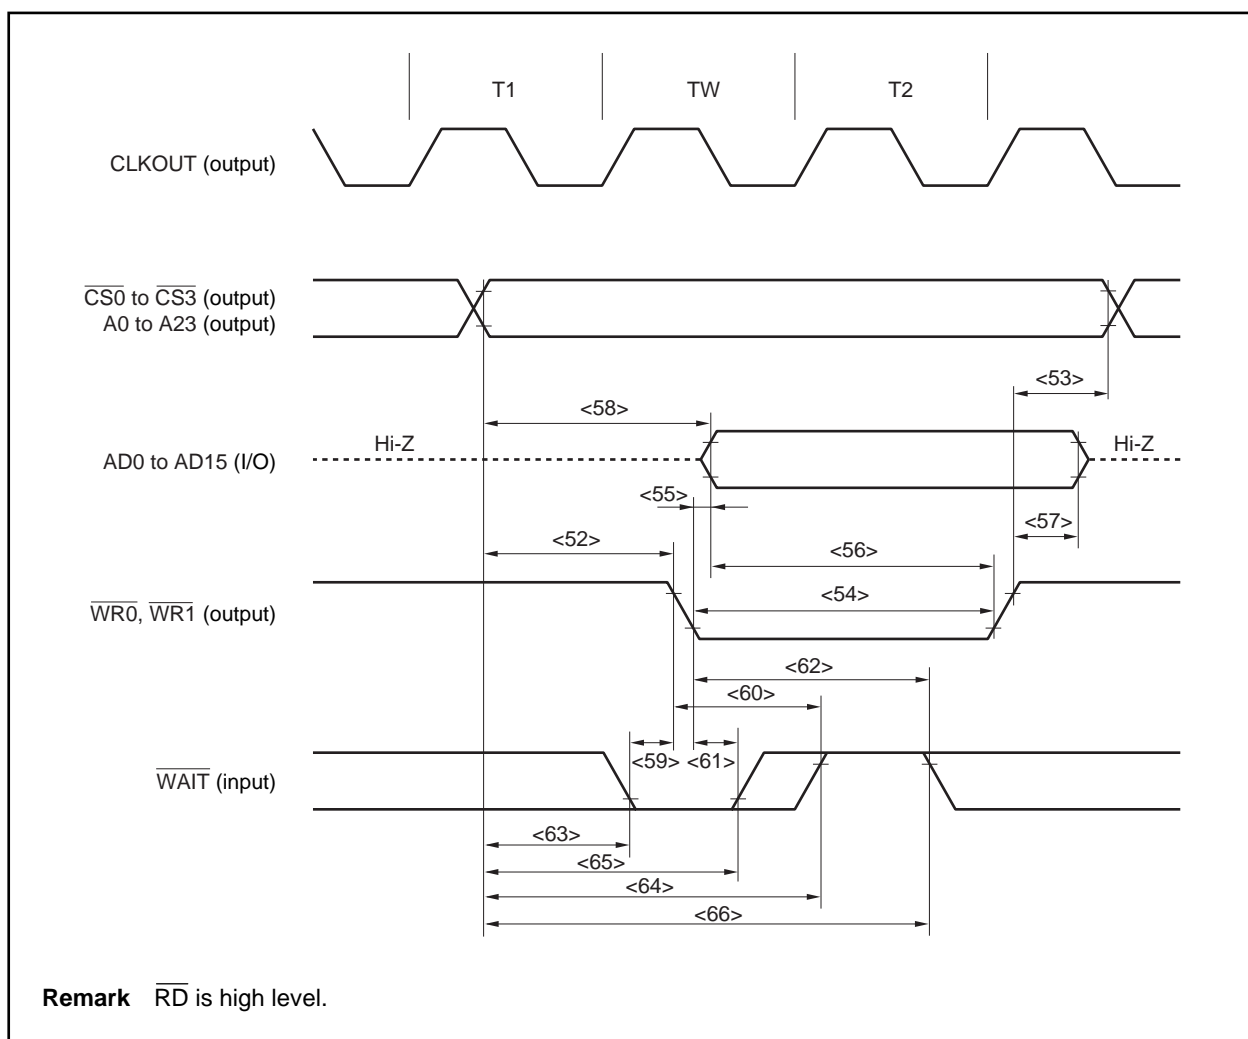 T1 TW T2
CLKOUT (output)
CS0 to CS3 (output)
A0 to A23 (output)
<53>
<58>
Hi-Z Hi-Z
AD0 to AD15 (I/O)
<55>
<57>
<52>
<56>
<54>
WR0, WR1 (output)
<62>
<60>
<59> <61>
WAIT (input)
<63>
<65>
<64>
<66>
Remark RD is high level.